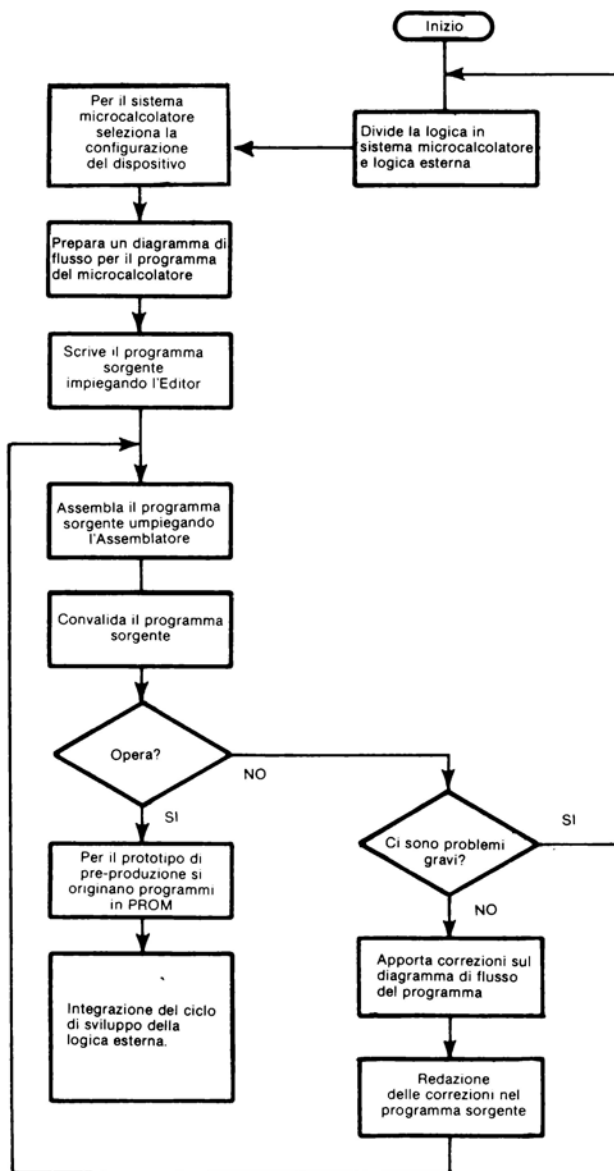 Inizio
Divide la logica in
sistema microcalcolatore
e logica esterna
Per il sistema
microcalcolatore
seleziona la
configurazione
del dispositivo
Prepara un diagramma di
flusso per il programma
del microcalcolatore
Scrive il programma
sorgente
impiegando l'Editor
Assembla il programma
sorgente umpiegando
l'Assemblatore
Convalida il programma
sorgente
Opera?
NO
SI
Per il prototipo di
pre-produzione si
originano programmi
in PROM
Integrazione del ciclo
di sviluppo della
logica esterna.
Ci sono problemi
gravi?
SI
NO
Apporta correzioni sul
diagramma di flusso
del programma
Redazione
delle correzioni nel
programma sorgente